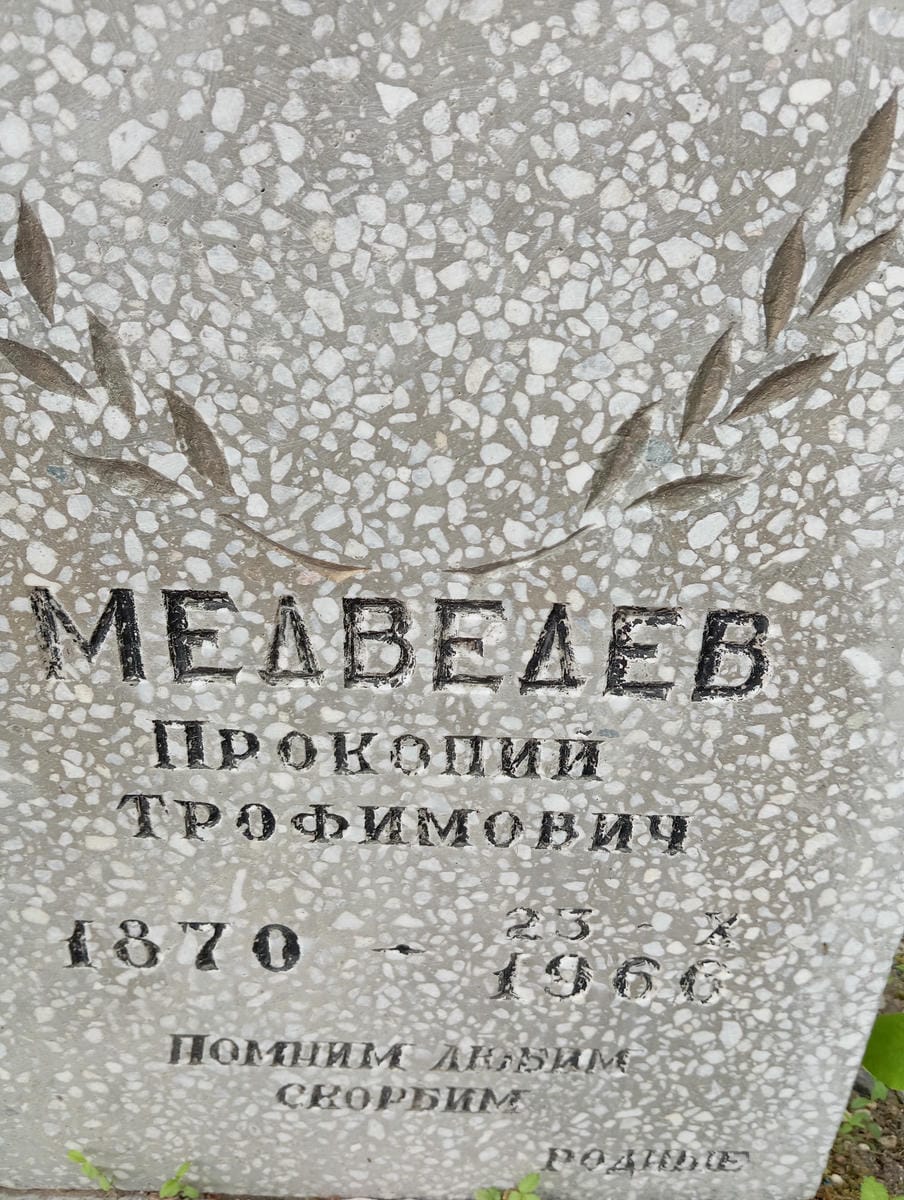 МЕДВЕДЕВ
ПРОКОПИЙ
ТРОФИМОВИЧ
23 - X
1870 - 1966
ПОМНИМ ЛЮБИМ
СКОРБИМ
РОДНЫЕ